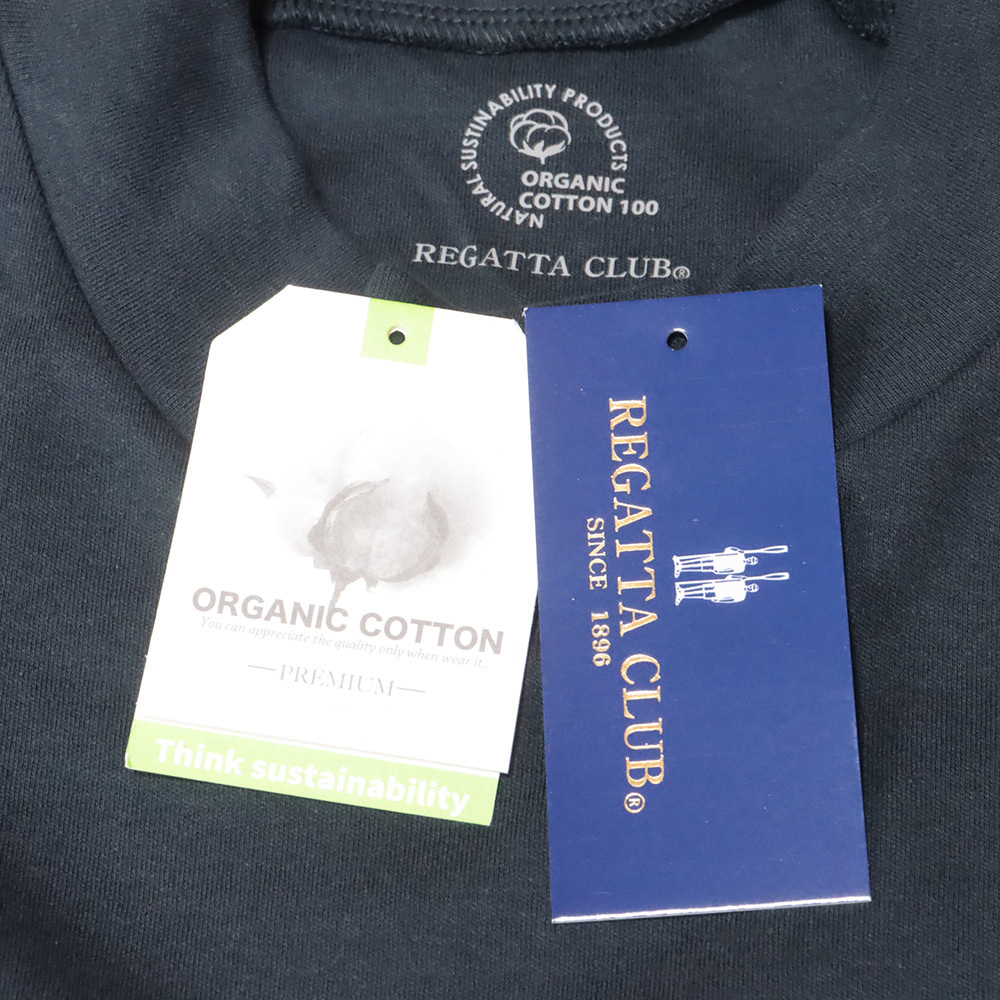 NATURAL SUSTINABILITY PRODUCTS
ORGANIC
COTTON 100
REGATTA CLUB®
ORGANIC COTTON
You can appreciate the quality only when wear it.
—PREMIUM—
Think sustainability
REGATTA CLUB®
SINCE 1896